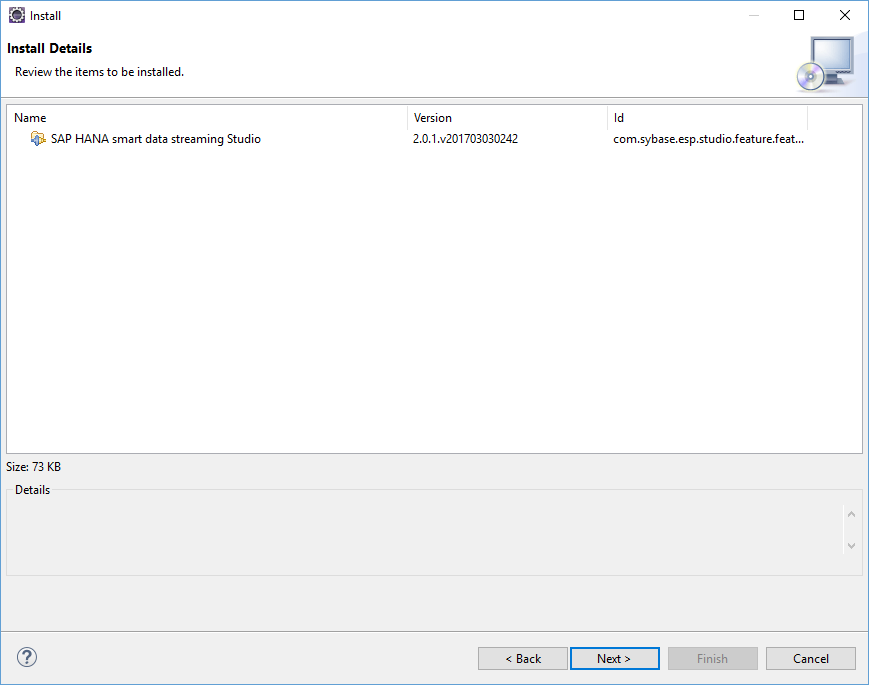 Install
Install Details
Review the items to be installed.
Name Version Id
SAP HANA smart data streaming Studio 2.0.1.v201703030242 com.sybase.esp.studio.feature.feat...
Size: 73 KB
Details
? < Back Next > Finish Cancel